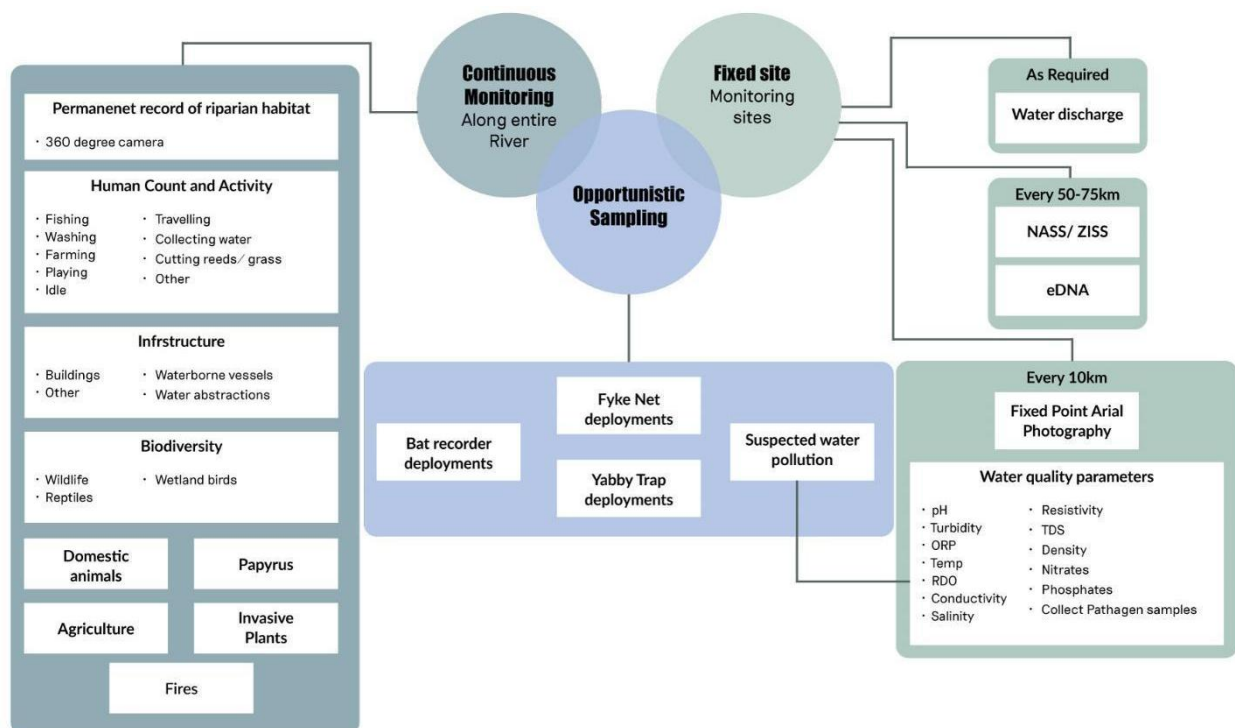 Continuous
Monitoring
Along entire
River
Fixed site
Monitoring
sites
Opportunistic
Sampling
Permanenet record of riparian habitat
· 360 degree camera
Human Count and Activity
· Fishing
· Washing
· Farming
· Playing
· Idle
· Travelling
· Collecting water
· Cutting reeds/ grass
· Other
Infrstructure
· Buildings
· Other
· Waterborne vessels
· Water abstractions
Biodiversity
· Wildlife
· Reptiles
· Wetland birds
Domestic
animals
Papyrus
Agriculture
Invasive
Plants
Fires
Bat recorder
deployments
Fyke Net
deployments
Yabby Trap
deployments
Suspected water
pollution
As Required
Water discharge
Every 50-75km
NASS/ ZISS
eDNA
Every 10km
Fixed Point Arial
Photography
Water quality parameters
· pH
· Turbidity
· ORP
· Temp
· RDO
· Conductivity
· Salinity
· Resistivity
· TDS
· Density
· Nitrates
· Phosphates
· Collect Pathagen samples